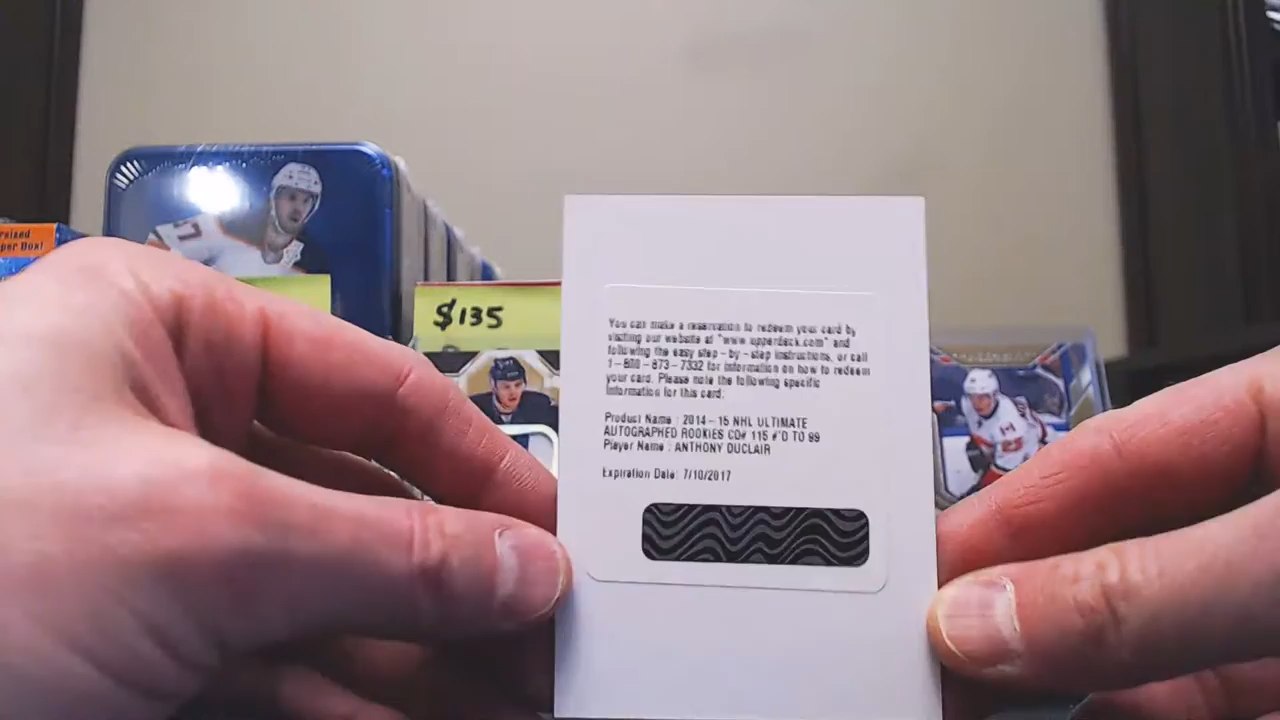 per Box!
$135
You can make a reservation to redeem your card by
visiting our website at "www.upperdeck.com" and
following the easy step - by - step instructions, or call
1 - 800 - 873 - 7332 for information on how to redeem
your card. Please note the following specific
information for this card.
Product Name : 2014 - 15 NHL ULTIMATE
AUTOGRAPHED ROOKIES CD# 115 #'D TO 99
Player Name : ANTHONY DUCLAIR
Expiration Date: 7/10/2017